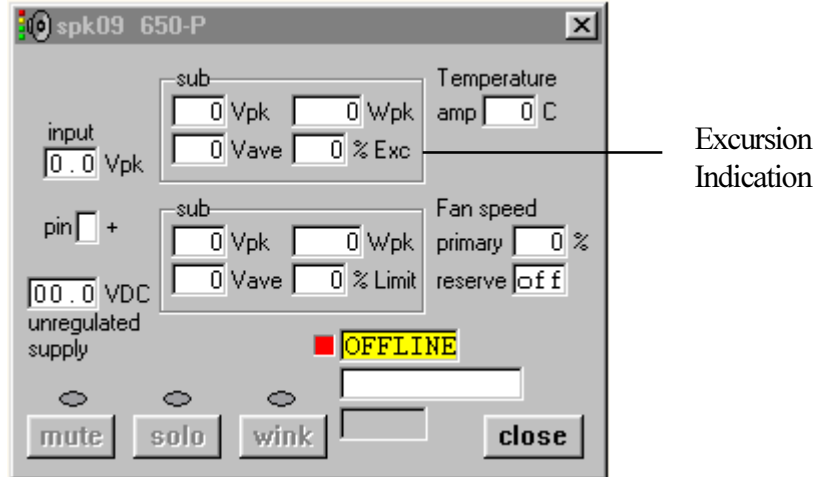 spk09 650-P
sub
0 Vpk 0 Wpk
0 Vave 0 % Exc
Temperature
amp 0 C
input
0.0 Vpk
Excursion
Indication
pin +
sub
0 Vpk 0 Wpk
0 Vave 0 % Limit
Fan speed
primary 0 %
reserve off
00.0 VDC
unregulated
supply
OFFLINE
mute solo wink close